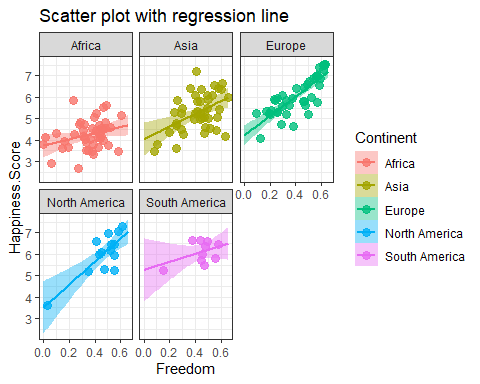 Scatter plot with regression line
Africa
Asia
Europe
7
6
5
4
3
0.0 0.2 0.4 0.6
North America
South America
7
6
5
4
3
0.0 0.2 0.4 0.6
0.0 0.2 0.4 0.6
Happiness.Score
Freedom
Continent
Africa
Asia
Europe
North America
South America